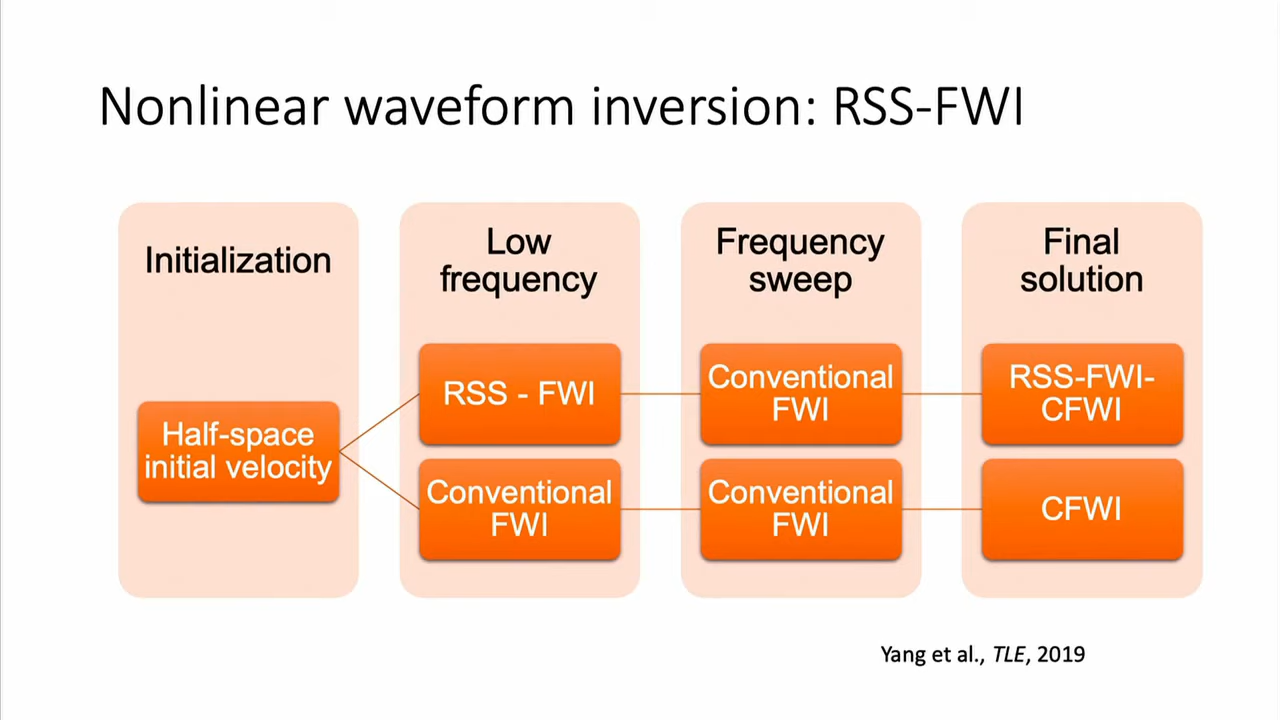 Nonlinear waveform inversion: RSS-FWI
Initialization
Half-space
initial velocity
Low
frequency
RSS - FWI
Conventional
FWI
Frequency
sweep
Conventional
FWI
Conventional
FWI
Final
solution
RSS-FWI-
CFWI
CFWI
Yang et al., TLE, 2019